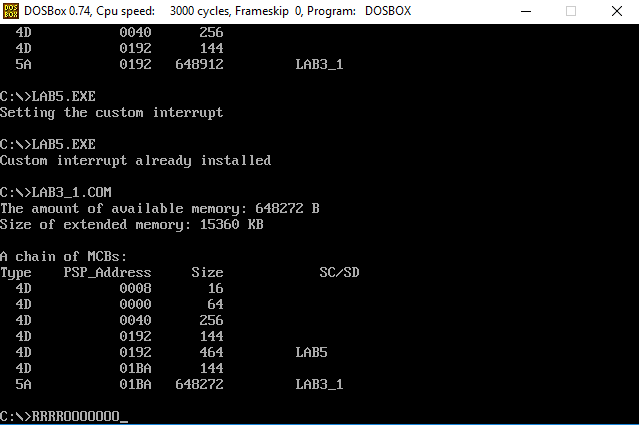 DOS BOX DOSBox 0.74, Cpu speed: 3000 cycles, Frameskip 0, Program: DOSBOX
4D 0040 256
4D 0192 144
5A 0192 648912 LAB3_1
C:\>LAB5.EXE
Setting the custom interrupt
C:\>LAB5.EXE
Custom interrupt already installed
C:\>LAB3_1.COM
The amount of available memory: 648272 B
Size of extended memory: 15360 KB
A chain of MCBs:
Type PSP_Address Size SC/SD
4D 0008 16
4D 0000 64
4D 0040 256
4D 0192 144
4D 0192 464 LAB5
4D 01BA 144
5A 01BA 648272 LAB3_1
C:\>RRRROOOOOOO_